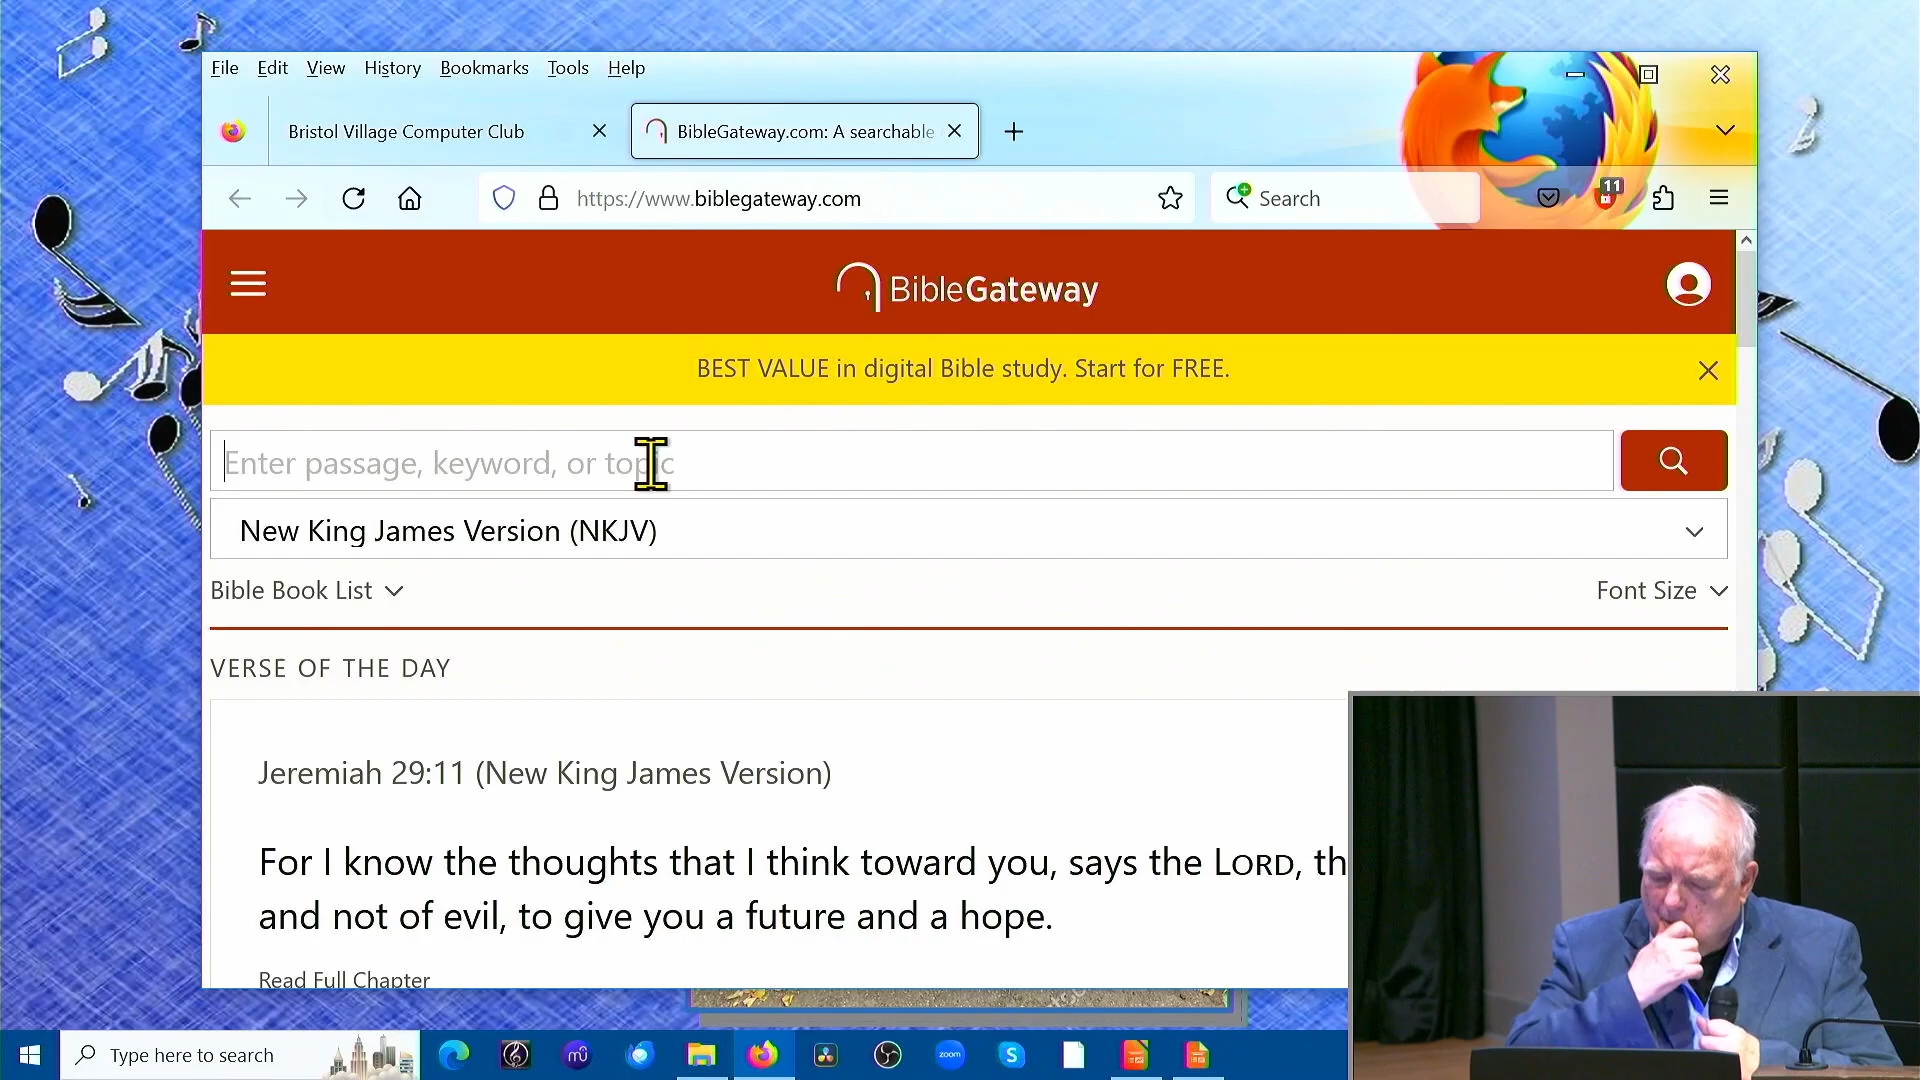 File Edit View History Bookmarks Tools Help
Bristol Village Computer Club
BibleGateway.com: A searchable
https://www.biblegateway.com
Search
11
BibleGateway
BEST VALUE in digital Bible study. Start for FREE.
Enter passage, keyword, or topic
New King James Version (NKJV)
Bible Book List
Font Size
VERSE OF THE DAY
Jeremiah 29:11 (New King James Version)
For I know the thoughts that I think toward you, says the LORD, th
and not of evil, to give you a future and a hope.
Read Full Chapter
Type here to search
mü
zoom
S